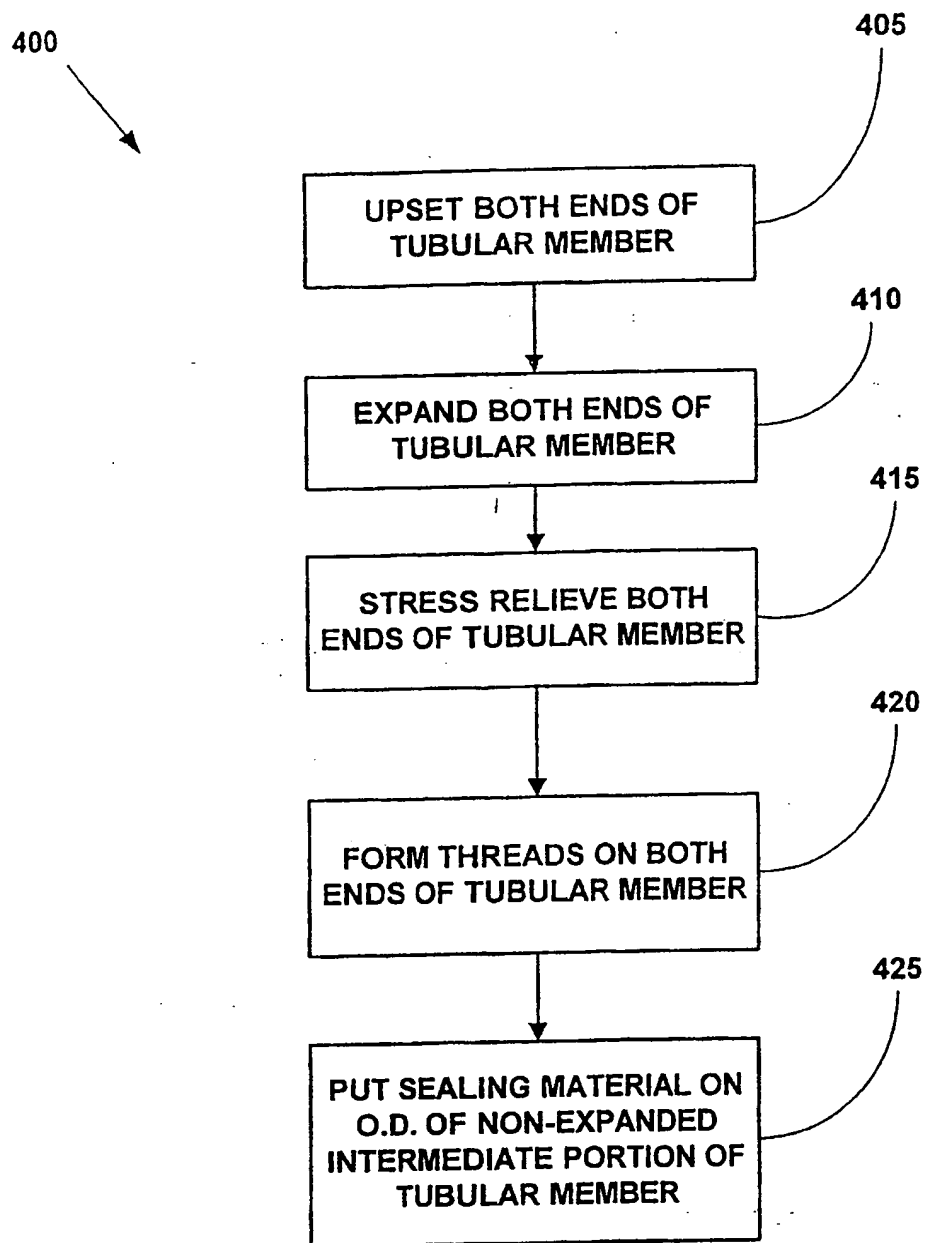 400
405
UPSET BOTH ENDS OF
TUBULAR MEMBER
410
EXPAND BOTH ENDS OF
TUBULAR MEMBER
415
STRESS RELIEVE BOTH
ENDS OF TUBULAR MEMBER
420
FORM THREADS ON BOTH
ENDS OF TUBULAR MEMBER
425
PUT SEALING MATERIAL ON
O.D. OF NON-EXPANDED
INTERMEDIATE PORTION OF
TUBULAR MEMBER